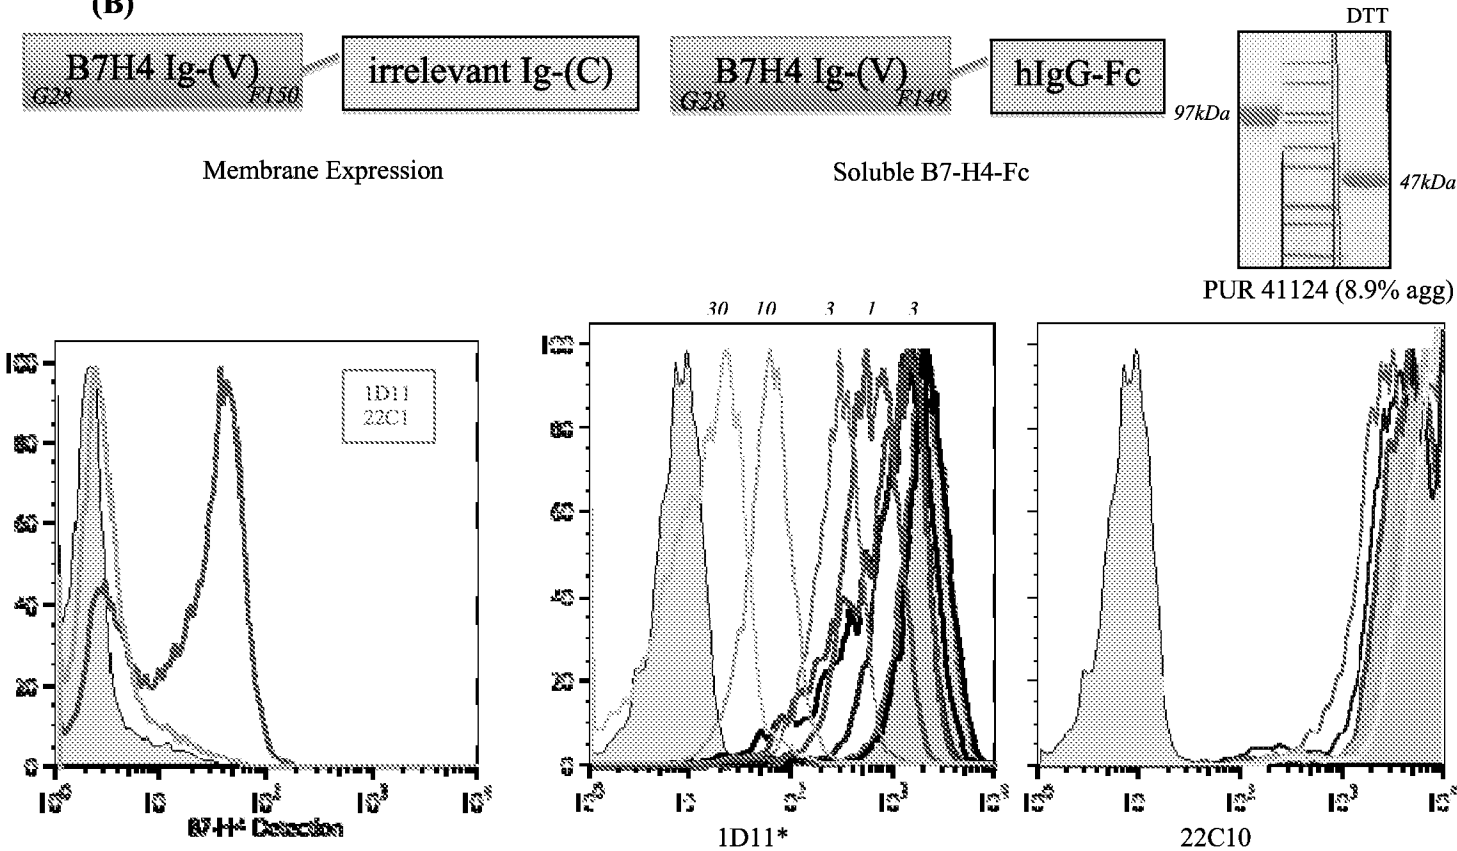 (B)
B7H4 Ig-(V)
G28
F150
irrelevant Ig-(C)
B7H4 Ig-(V)
G28
F149
hIgG-Fc
DTT
97kDa
47kDa
Membrane Expression
Soluble B7-H4-Fc
PUR 41124 (8.9% agg)
1D11
22C1
B7-H4 Detection
30 10 3 1 3
1D11*
22C10